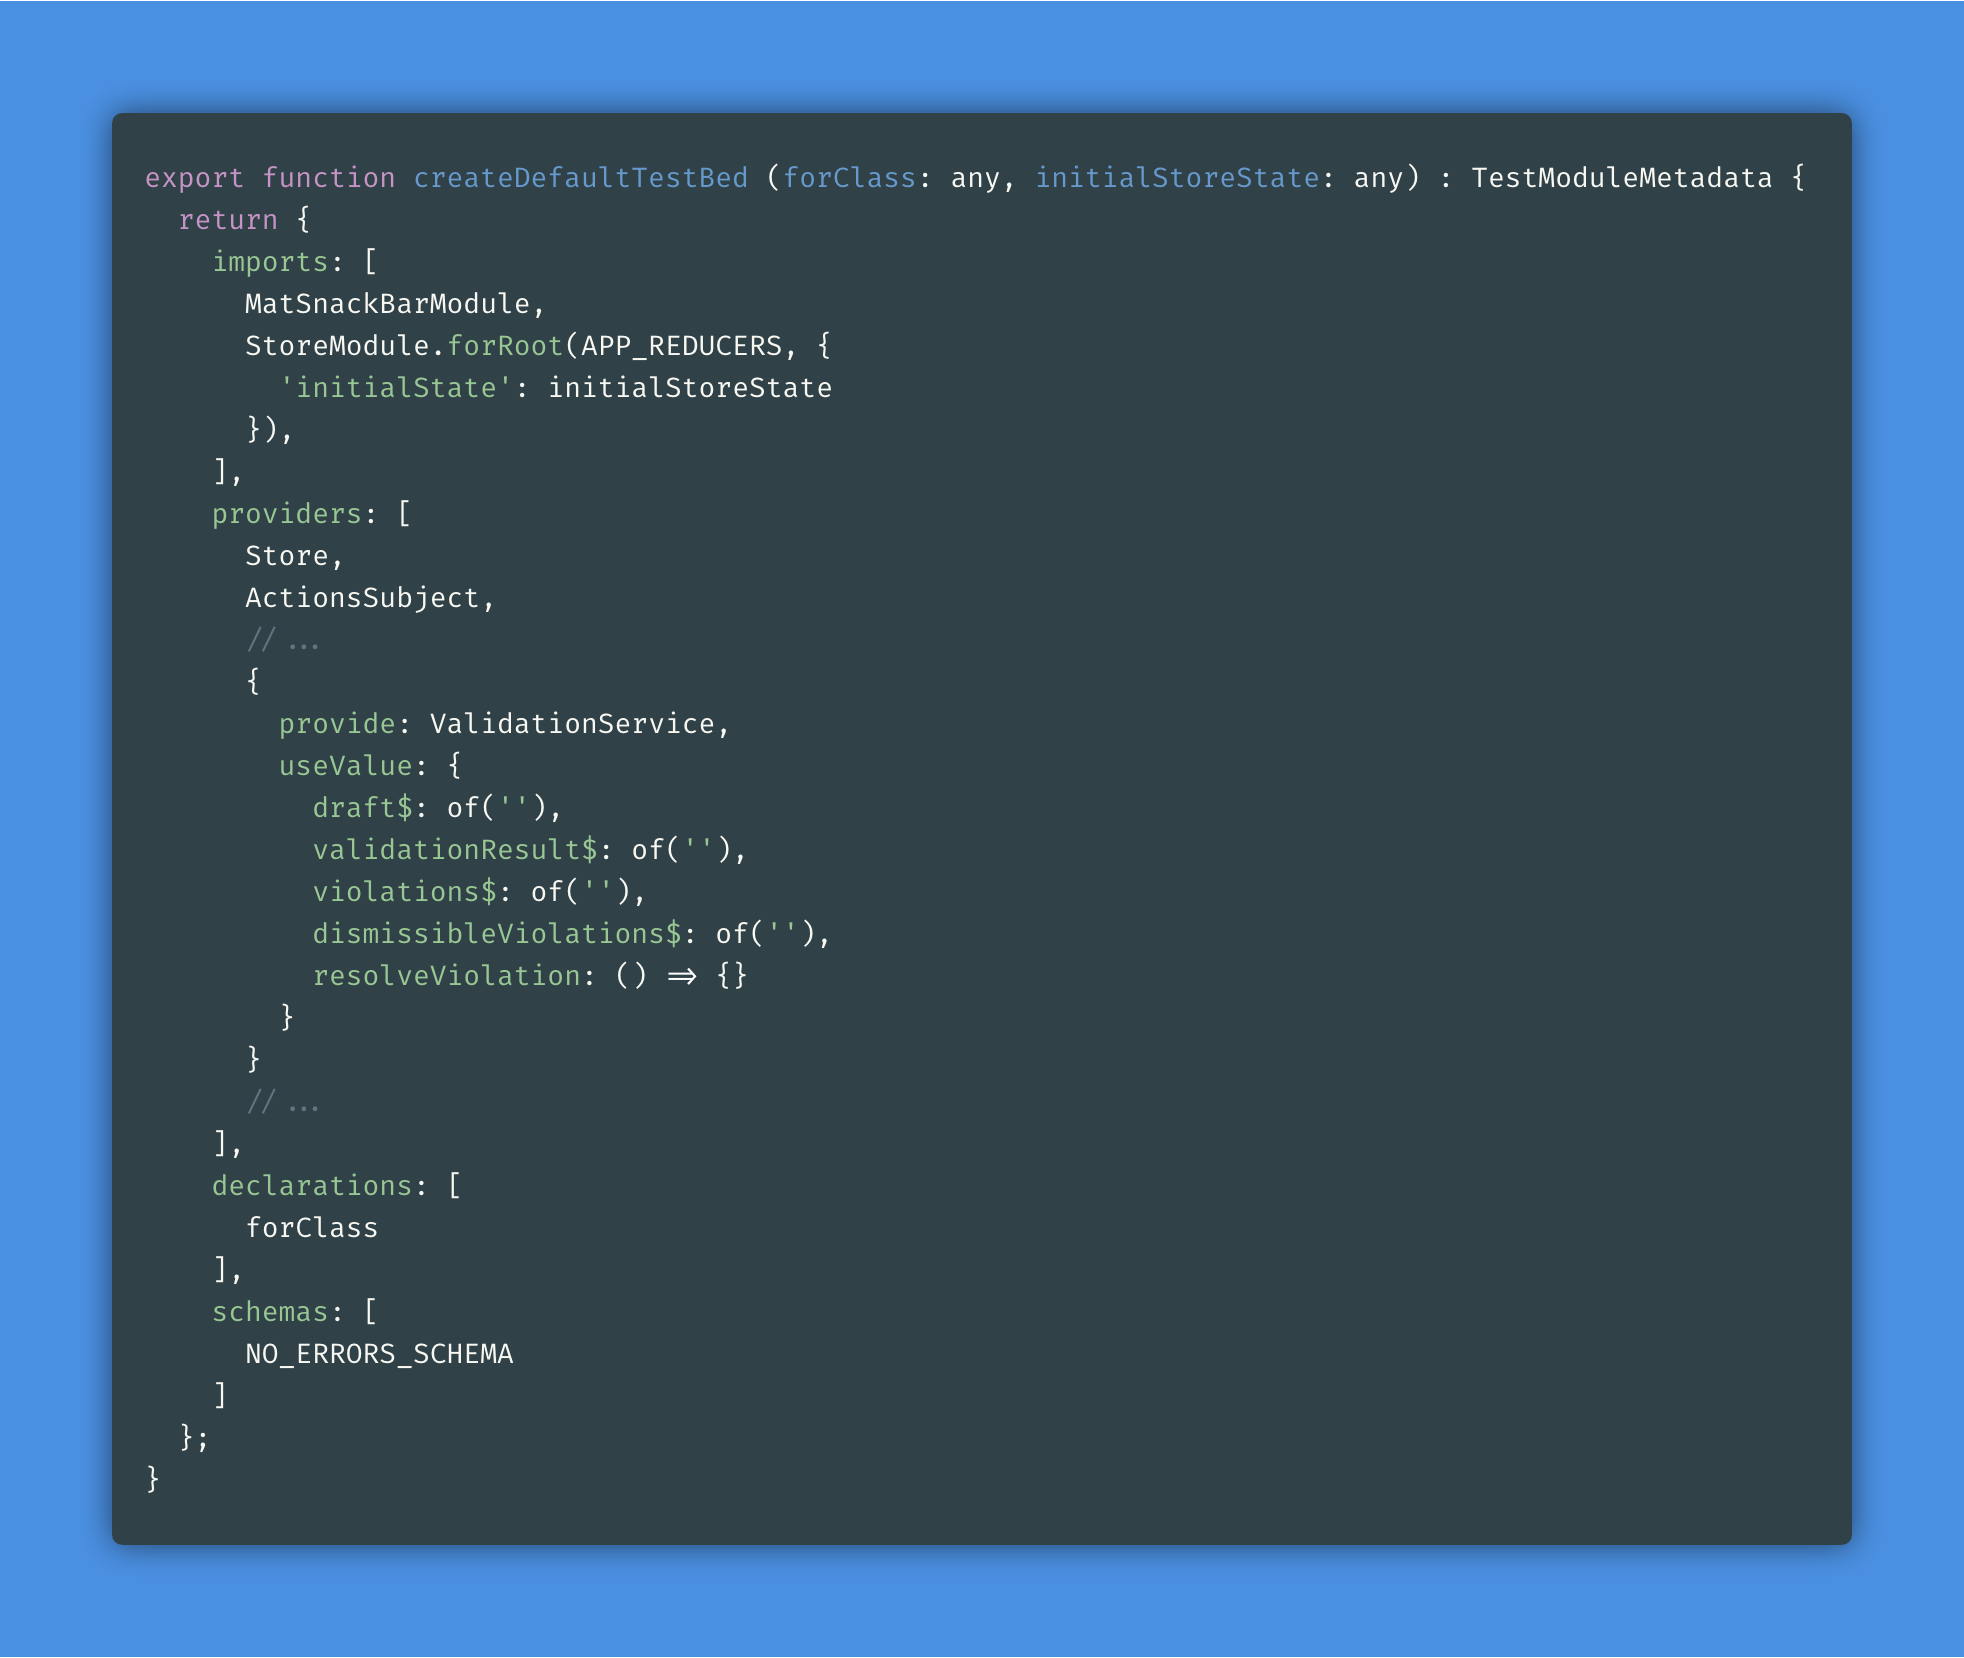 export function createDefaultTestBed (forClass: any, initialStoreState: any) : TestModuleMetadata {
  return {
    imports: [
      MatSnackBarModule,
      StoreModule.forRoot(APP_REDUCERS, {
        'initialState': initialStoreState
      }),
    ],
    providers: [
      Store,
      ActionsSubject,
      // ...
      {
        provide: ValidationService,
        useValue: {
          draft$: of(''),
          validationResult$: of(''),
          violations$: of(''),
          dismissibleViolations$: of(''),
          resolveViolation: () => {}
        }
      }
      // ...
    ],
    declarations: [
      forClass
    ],
    schemas: [
      NO_ERRORS_SCHEMA
    ]
  };
}